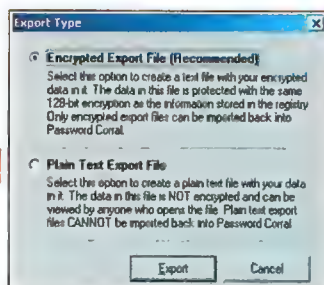 Export Type
Encrypted Export File (Recommended)
Select this option to create a text file with your encrypted
data in it. The data in this file is protected with the same
128-bit encryption as the information stored in the registry
Only encrypted export files can be imported back into
Password Corral.
Plain Text Export File
Select this option to create a plain text file with your data
in it. The data in this file is NOT encrypted and can be
viewed by anyone who opens the file. Plain text export
files CANNOT be imported back into Password Corral
Export
Cancel